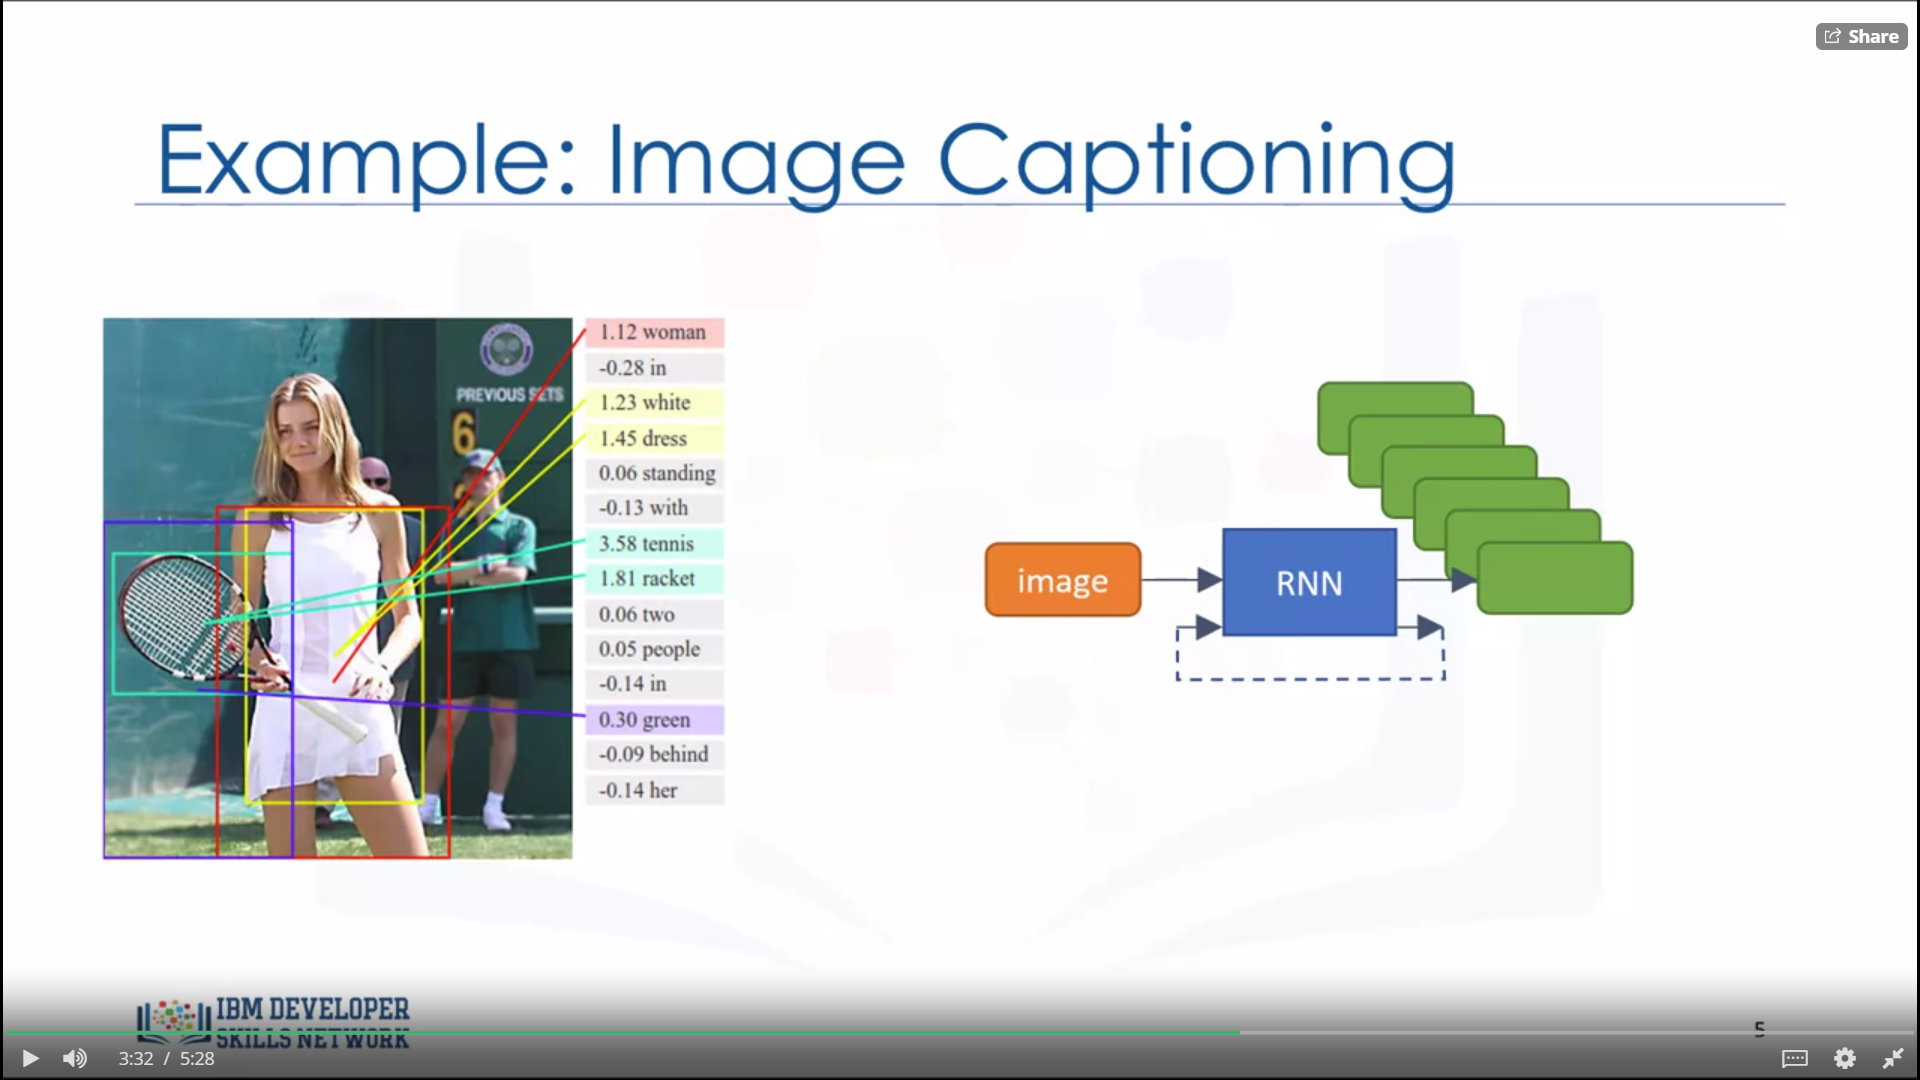 Share
Example: Image Captioning
PREVIOUS SETS
6
1.12 woman
-0.28 in
1.23 white
1.45 dress
0.06 standing
-0.13 with
3.58 tennis
1.81 racket
0.06 two
0.05 people
-0.14 in
0.30 green
-0.09 behind
-0.14 her
image
RNN
IBM DEVELOPER
SKILLS NETWORK
5
3:32 / 5:28